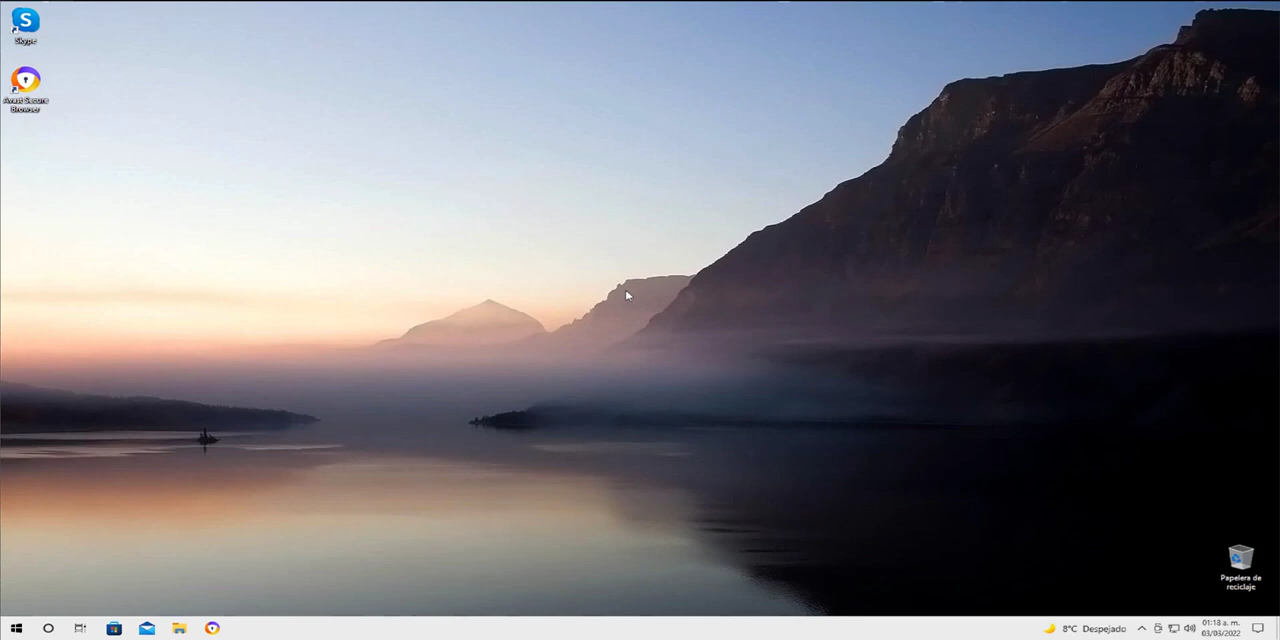 Skype
Avast Secure
Browser
Papelera de
reciclaje
8°C Despejado
01:18 a. m.
03/03/2022